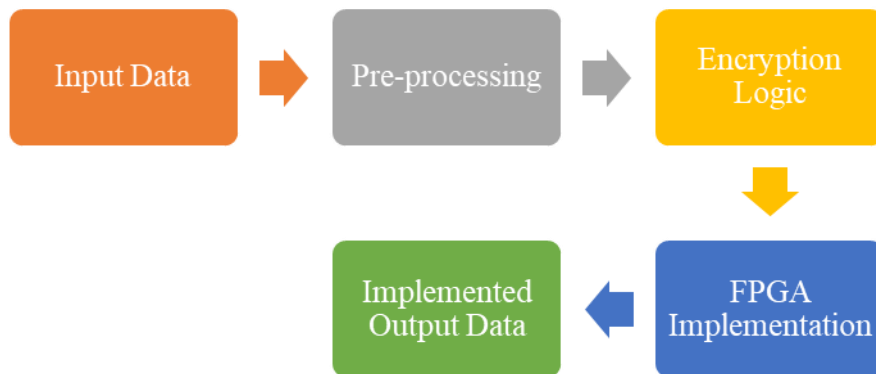 Input Data
Pre-processing
Encryption
Logic
Implemented
Output Data
FPGA
Implementation